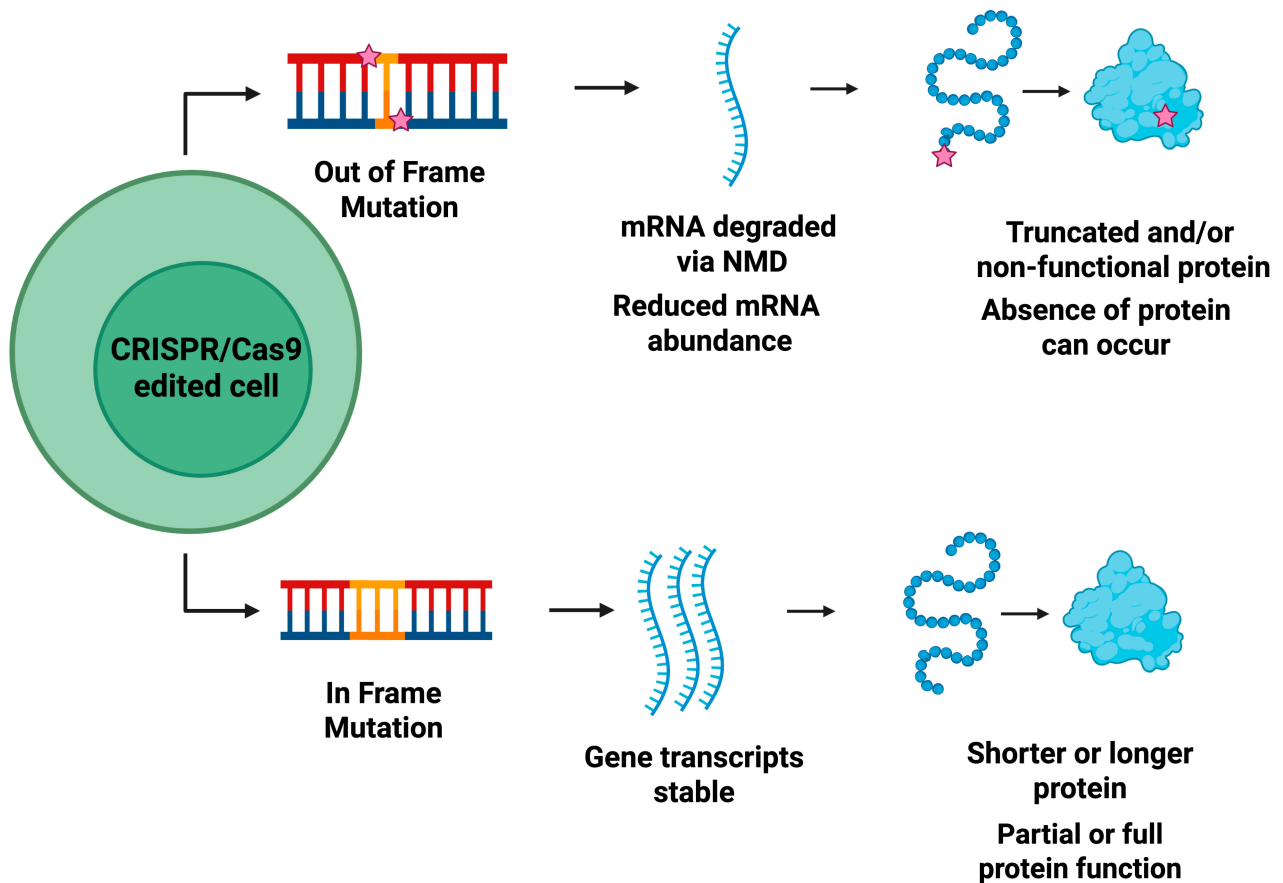 CRISPR/Cas9
edited cell
Out of Frame
Mutation
mRNA degraded
via NMD
Reduced mRNA
abundance
Truncated and/or
non-functional protein
Absence of protein
can occur
In Frame
Mutation
Gene transcripts
stable
Shorter or longer
protein
Partial or full
protein function